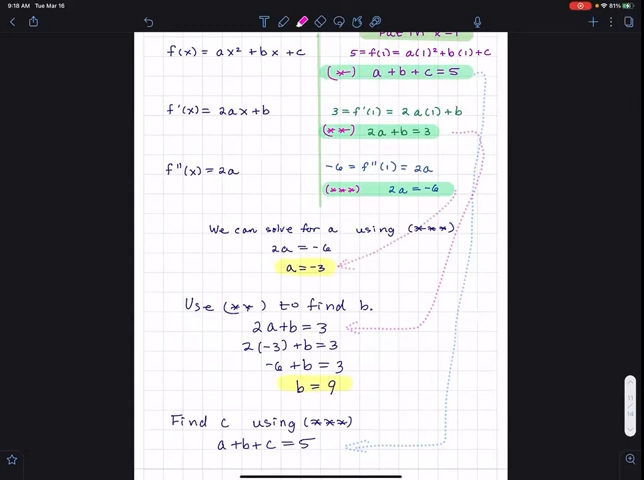 9:18 AM Tue Mar 16
Put in x=1
f(x) = ax² + bx + c
5 = f(1) = a(1)² + b(1) + c
(*) a + b + c = 5
f'(x) = 2ax + b
3 = f'(1) = 2a(1) + b
(**) 2a + b = 3
f"(x) = 2a
-6 = f"(1) = 2a
(***) 2a = -6
We can solve for a using (***)
2a = -6
a = -3
Use (**) to find b.
2a + b = 3
2(-3) + b = 3
-6 + b = 3
b = 9
Find c using (***)
a + b + c = 5
11
14